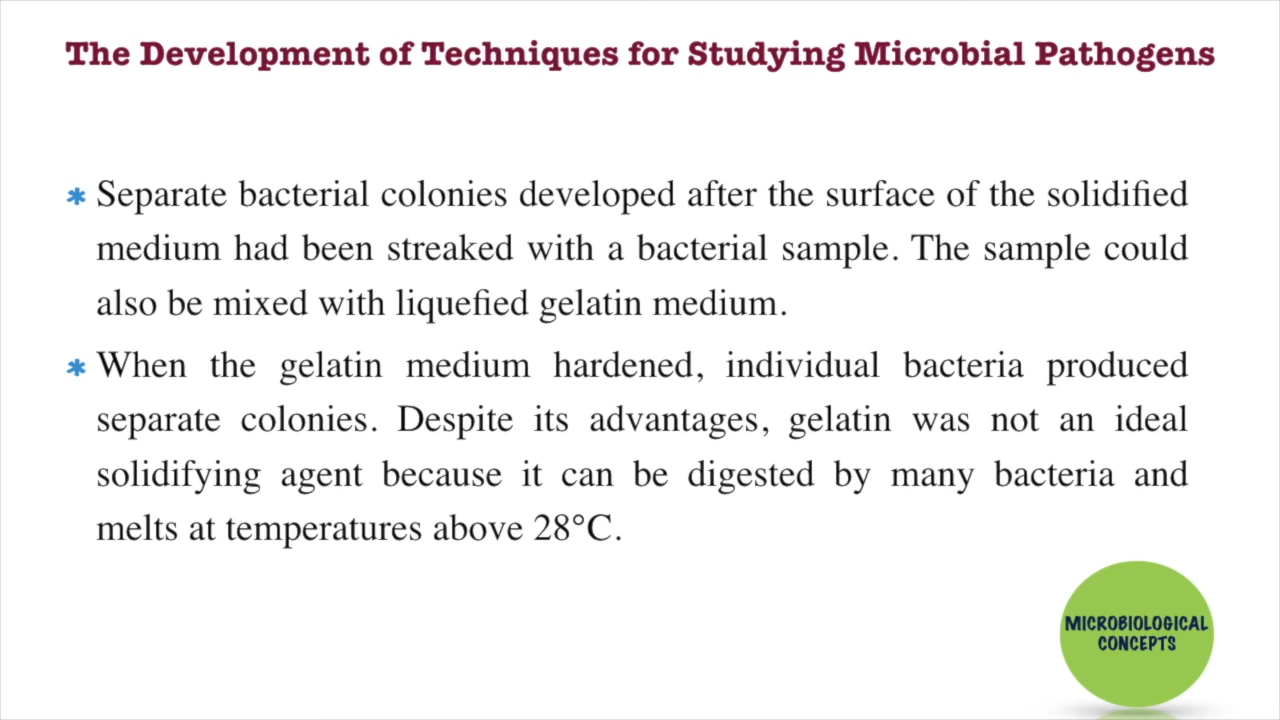 The Development of Techniques for Studying Microbial Pathogens
* Separate bacterial colonies developed after the surface of the solidified
medium had been streaked with a bacterial sample. The sample could
also be mixed with liquefied gelatin medium.
* When the gelatin medium hardened, individual bacteria produced
separate colonies. Despite its advantages, gelatin was not an ideal
solidifying agent because it can be digested by many bacteria and
melts at temperatures above 28°C.
MICROBIOLOGICAL
CONCEPTS